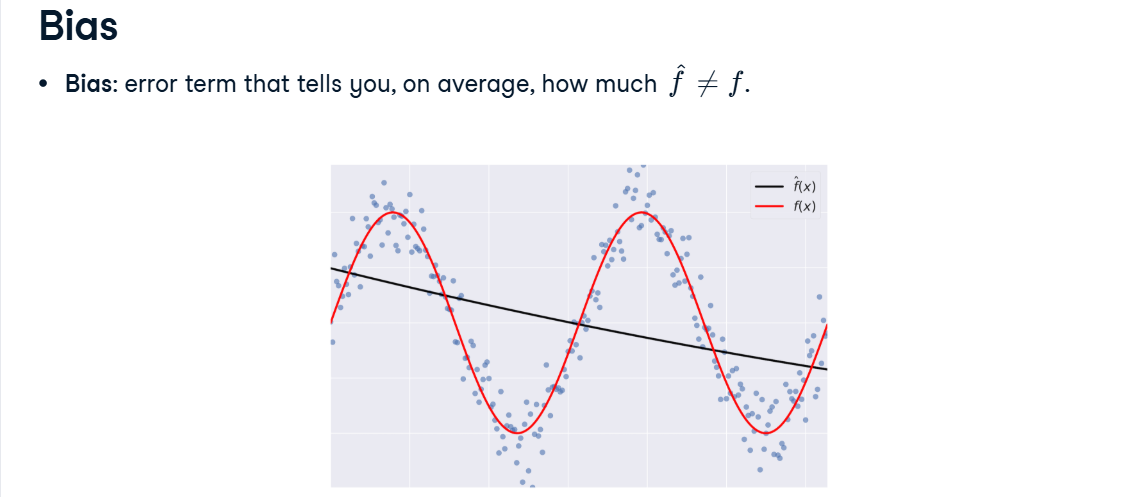 Bias
• Bias: error term that tells you, on average, how much f̂ ≠ f.
f̂(x)
f(x)